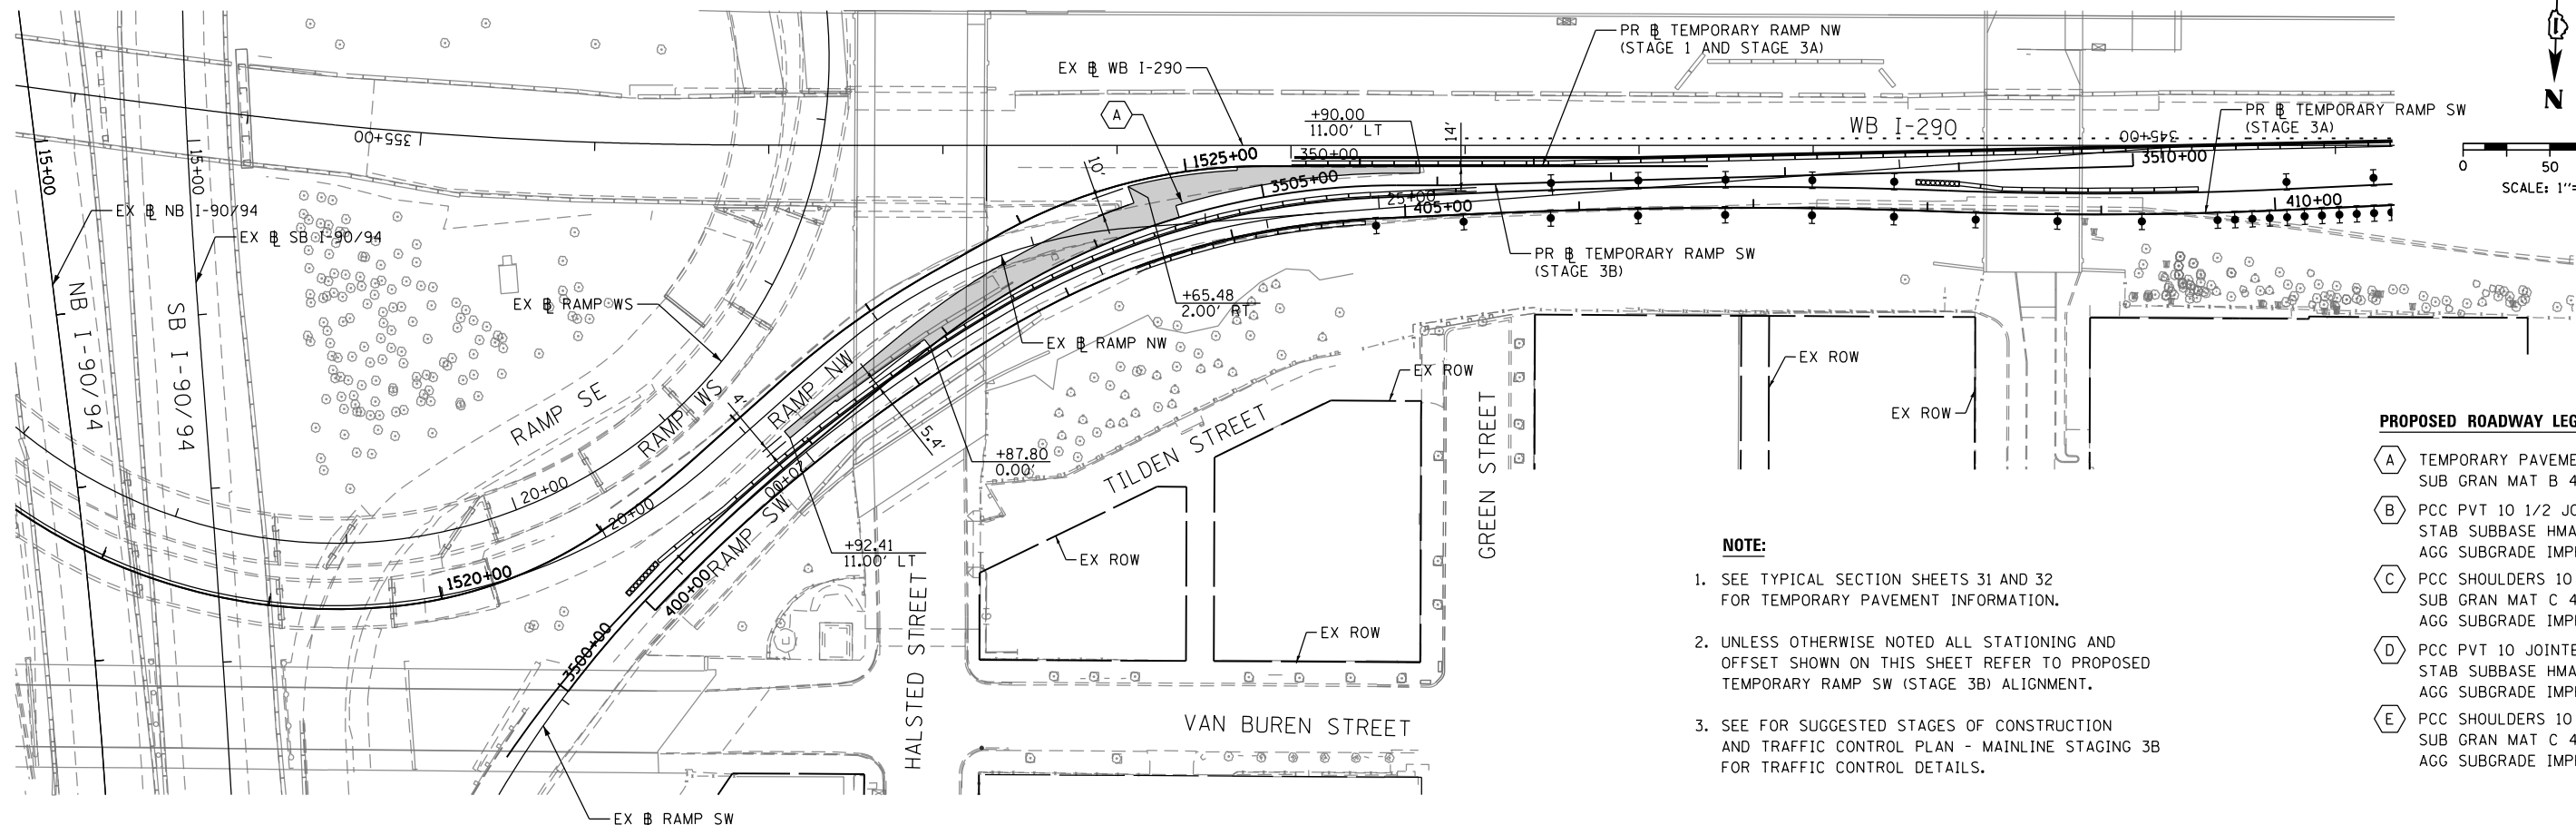 PR BL TEMPORARY RAMP NW
(STAGE 1 AND STAGE 3A)
EX BL WB I-290
A
+90.00
11.00' LT
14'
WB I-290
PR BL TEMPORARY RAMP SW
(STAGE 3A)
N
0
50
SCALE: 1"=
355+00
345+00
15+00
15+00
10'
1525+00
350+00
3510+00
3505+00
25+00
405+00
410+00
EX BL NB I-90/94
EX BL SB I-90/94
PR BL TEMPORARY RAMP SW
(STAGE 3B)
NB I-90/94
SB I-90/94
EX BL RAMP WS
+65.48
2.00' RT
EX BL RAMP NW
EX ROW
EX ROW
EX ROW
RAMP SE
RAMP WS
RAMP NW
4'
5.4'
+87.80
0.00'
TILDEN STREET
GREEN STREET
20+00
20+00
20+00
RAMP SW
+92.41
11.00' LT
EX ROW
EX ROW
1520+00
400+00
3500+00
HALSTED STREET
VAN BUREN STREET
EX BL RAMP SW
NOTE:
1. SEE TYPICAL SECTION SHEETS 31 AND 32
FOR TEMPORARY PAVEMENT INFORMATION.
2. UNLESS OTHERWISE NOTED ALL STATIONING AND
OFFSET SHOWN ON THIS SHEET REFER TO PROPOSED
TEMPORARY RAMP SW (STAGE 3B) ALIGNMENT.
3. SEE FOR SUGGESTED STAGES OF CONSTRUCTION
AND TRAFFIC CONTROL PLAN - MAINLINE STAGING 3B
FOR TRAFFIC CONTROL DETAILS.
PROPOSED ROADWAY LEG
A TEMPORARY PAVEME
SUB GRAN MAT B 4
B PCC PVT 10 1/2 JO
STAB SUBBASE HMA
AGG SUBGRADE IMP
C PCC SHOULDERS 10
SUB GRAN MAT C 4
AGG SUBGRADE IMP
D PCC PVT 10 JOINTE
STAB SUBBASE HMA
AGG SUBGRADE IMP
E PCC SHOULDERS 10
SUB GRAN MAT C 4
AGG SUBGRADE IMP